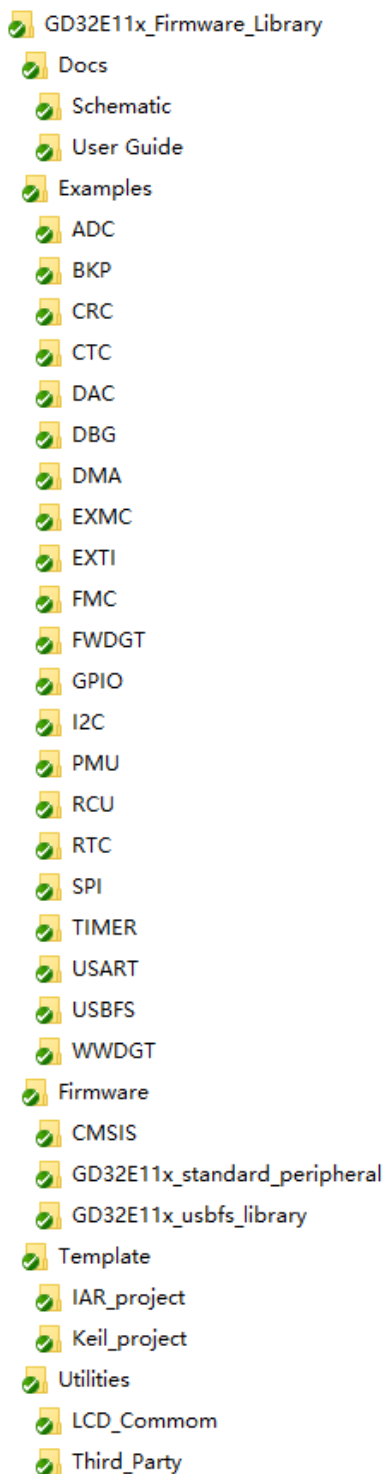 GD32E11x_Firmware_Library
Docs
Schematic
User Guide
Examples
ADC
BKP
CRC
CTC
DAC
DBG
DMA
EXMC
EXTI
FMC
FWDGT
GPIO
I2C
PMU
RCU
RTC
SPI
TIMER
USART
USBFS
WWDGT
Firmware
CMSIS
GD32E11x_standard_peripheral
GD32E11x_usbfs_library
Template
IAR_project
Keil_project
Utilities
LCD_Commom
Third_Party